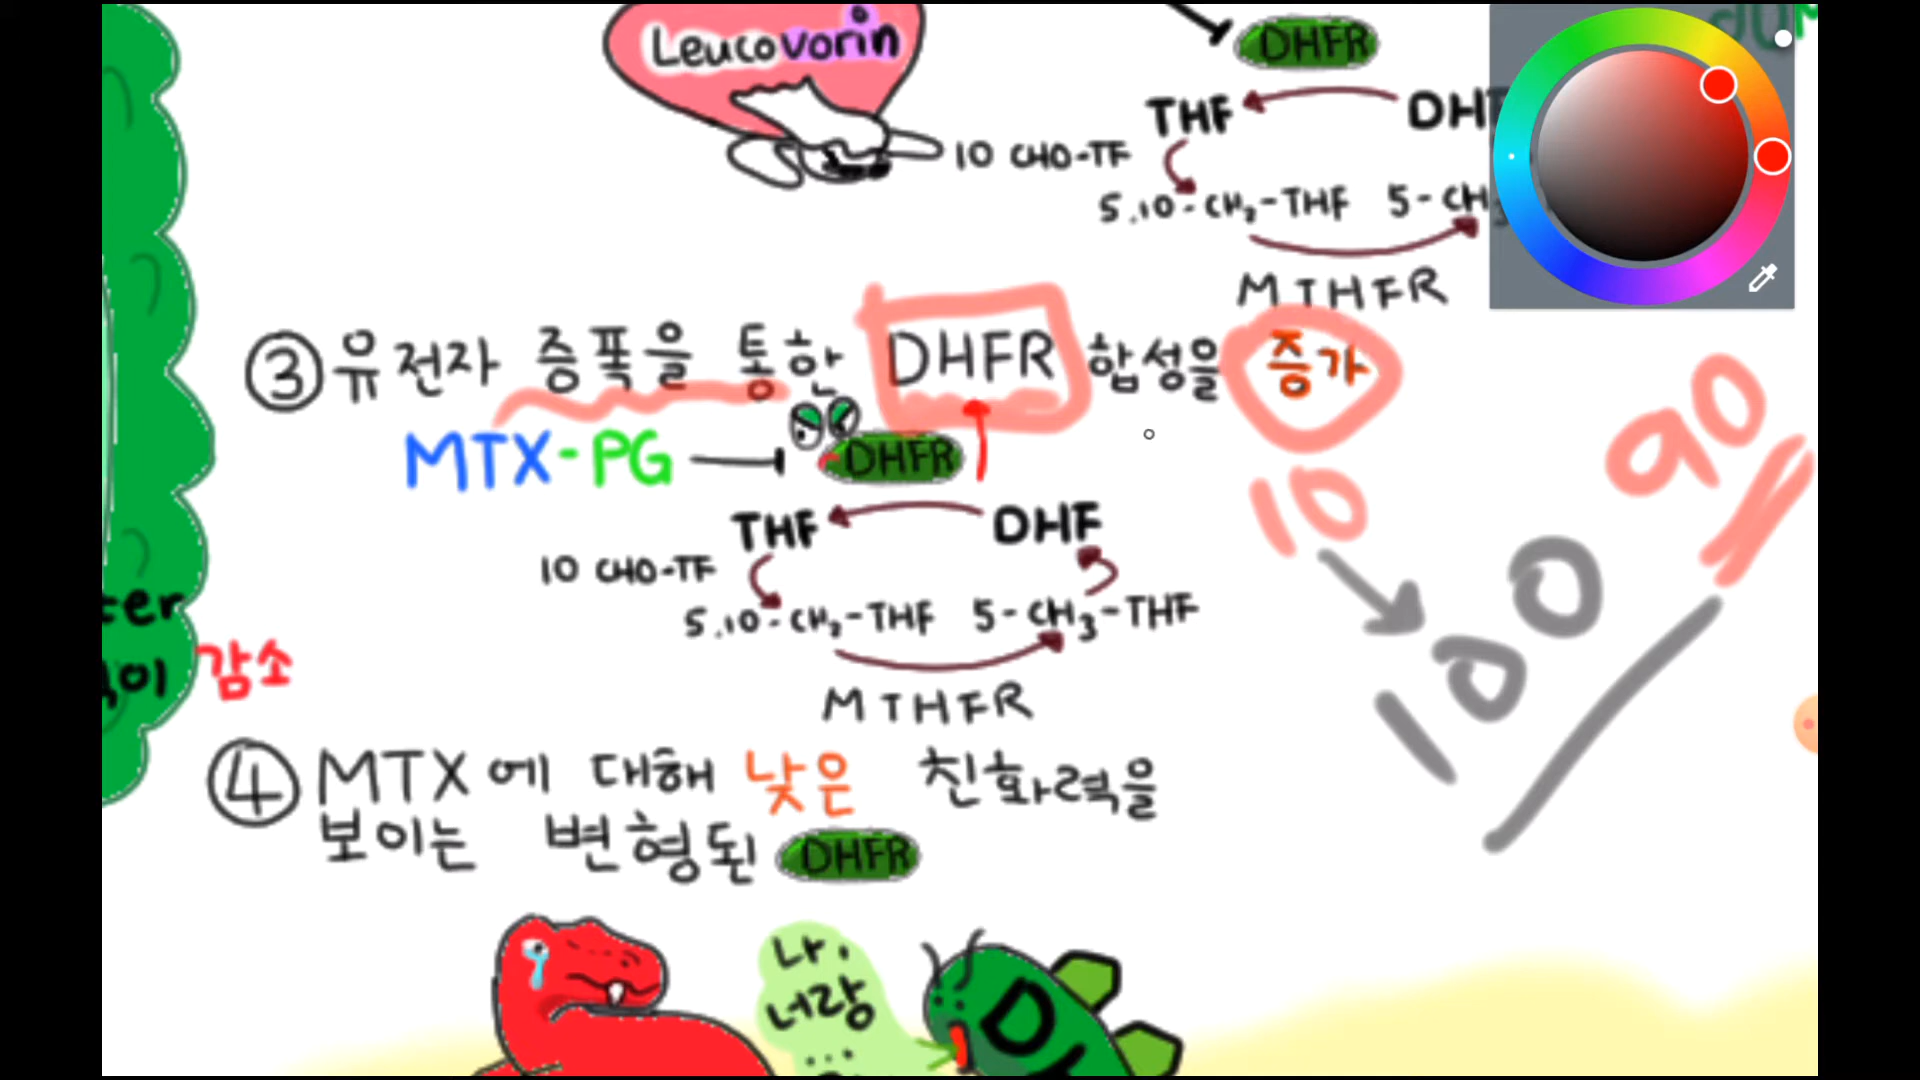 Leucovorin
DHFR
THF
10 CHO-TF
5.10-CH₂-THF 5-CH₃
MTHFR
③ 유전자 증폭을 통한 DHFR 합성을 증가
MTX-PG DHFR
THF DHF
10 CHO-TF
5.10-CH₂-THF 5-CH₃-THF
MTHFR
10
100
90
감소
④ MTX에 대해 낮은 친화력을
보이는 변형된 DHFR
나,
너랑
...
D